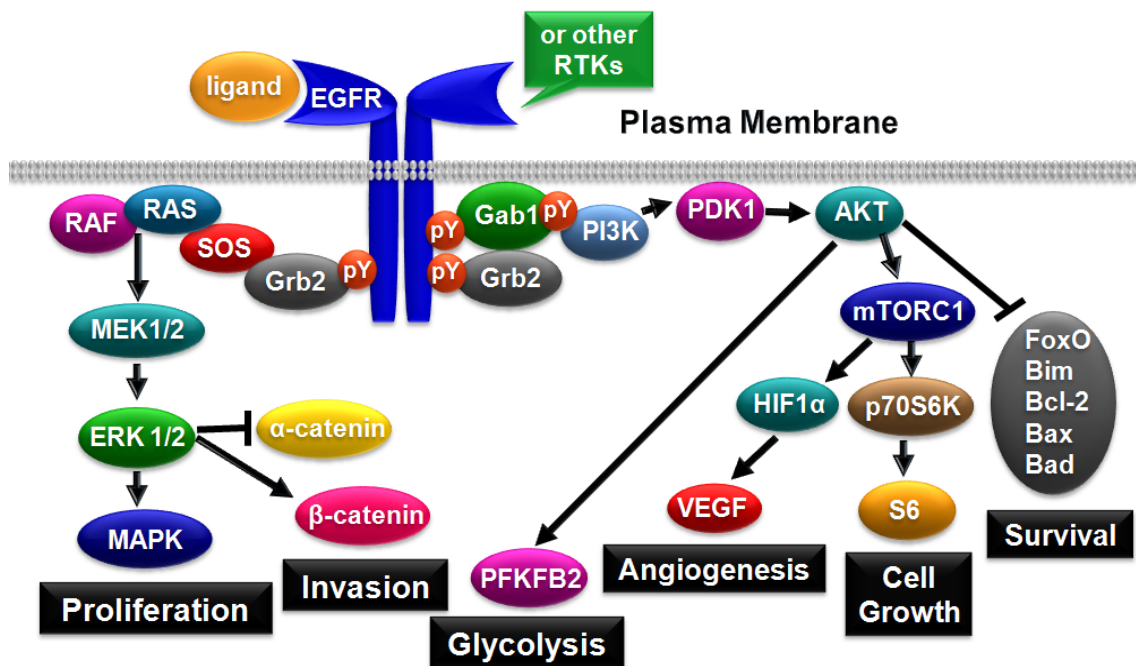 or other
RTKs
ligand
EGFR
Plasma Membrane
RAF
RAS
SOS
Grb2
pY
pY
Gab1
pY
PI3K
pY
Grb2
PDK1
AKT
MEK1/2
mTORC1
ERK 1/2
α-catenin
HIF1α
p70S6K
FoxO
Bim
Bcl-2
Bax
Bad
MAPK
β-catenin
PFKFB2
VEGF
S6
Survival
Proliferation
Invasion
Glycolysis
Angiogenesis
Cell
Growth